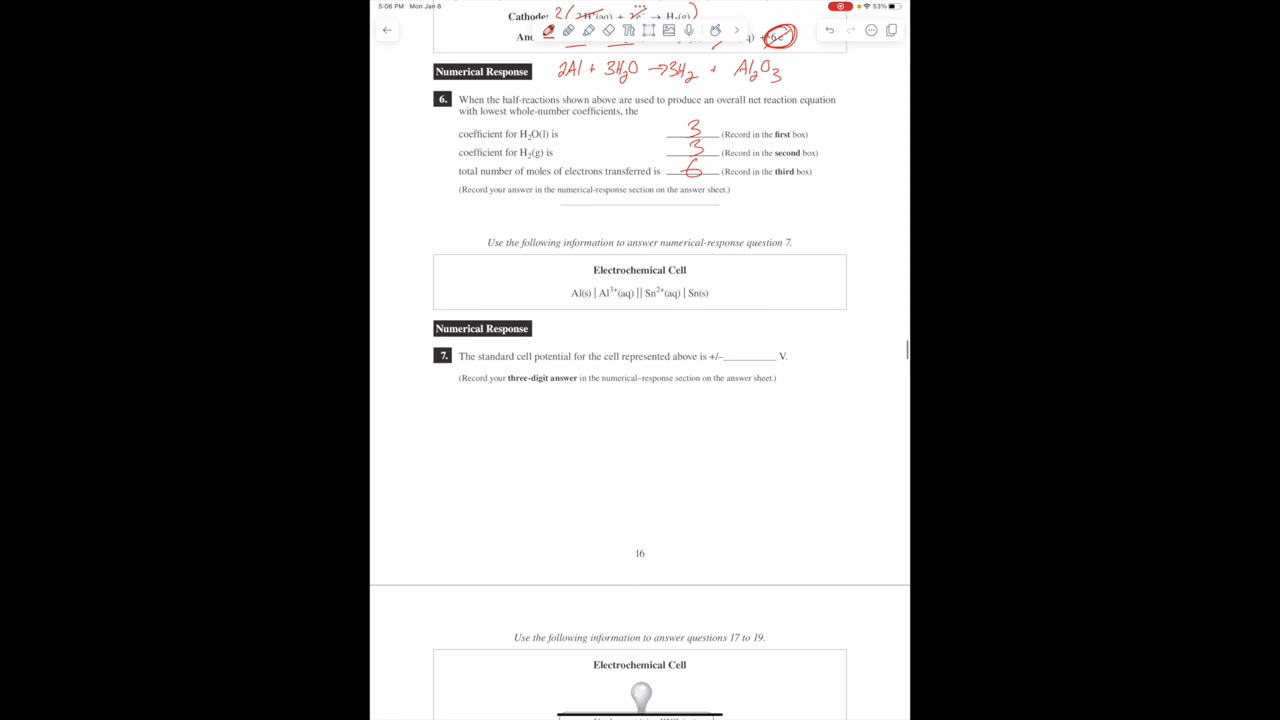 5:06 PM Mon Jan 8
53%
Cathode: 2( 2H⁺(aq) + 2e⁻ → H₂(g) )
And
q) + 6 e⁻
Numerical Response
2Al + 3H₂O → 3H₂ + Al₂O₃
6. When the half-reactions shown above are used to produce an overall net reaction equation
with lowest whole-number coefficients, the
coefficient for H₂O(l) is 3 (Record in the first box)
coefficient for H₂(g) is 3 (Record in the second box)
total number of moles of electrons transferred is 6 (Record in the third box)
(Record your answer in the numerical-response section on the answer sheet.)
Use the following information to answer numerical-response question 7.
Electrochemical Cell
Al(s) | Al³⁺(aq) || Sn²⁺(aq) | Sn(s)
Numerical Response
7. The standard cell potential for the cell represented above is +/–__________ V.
(Record your three-digit answer in the numerical–response section on the answer sheet.)
16
Use the following information to answer questions 17 to 19.
Electrochemical Cell